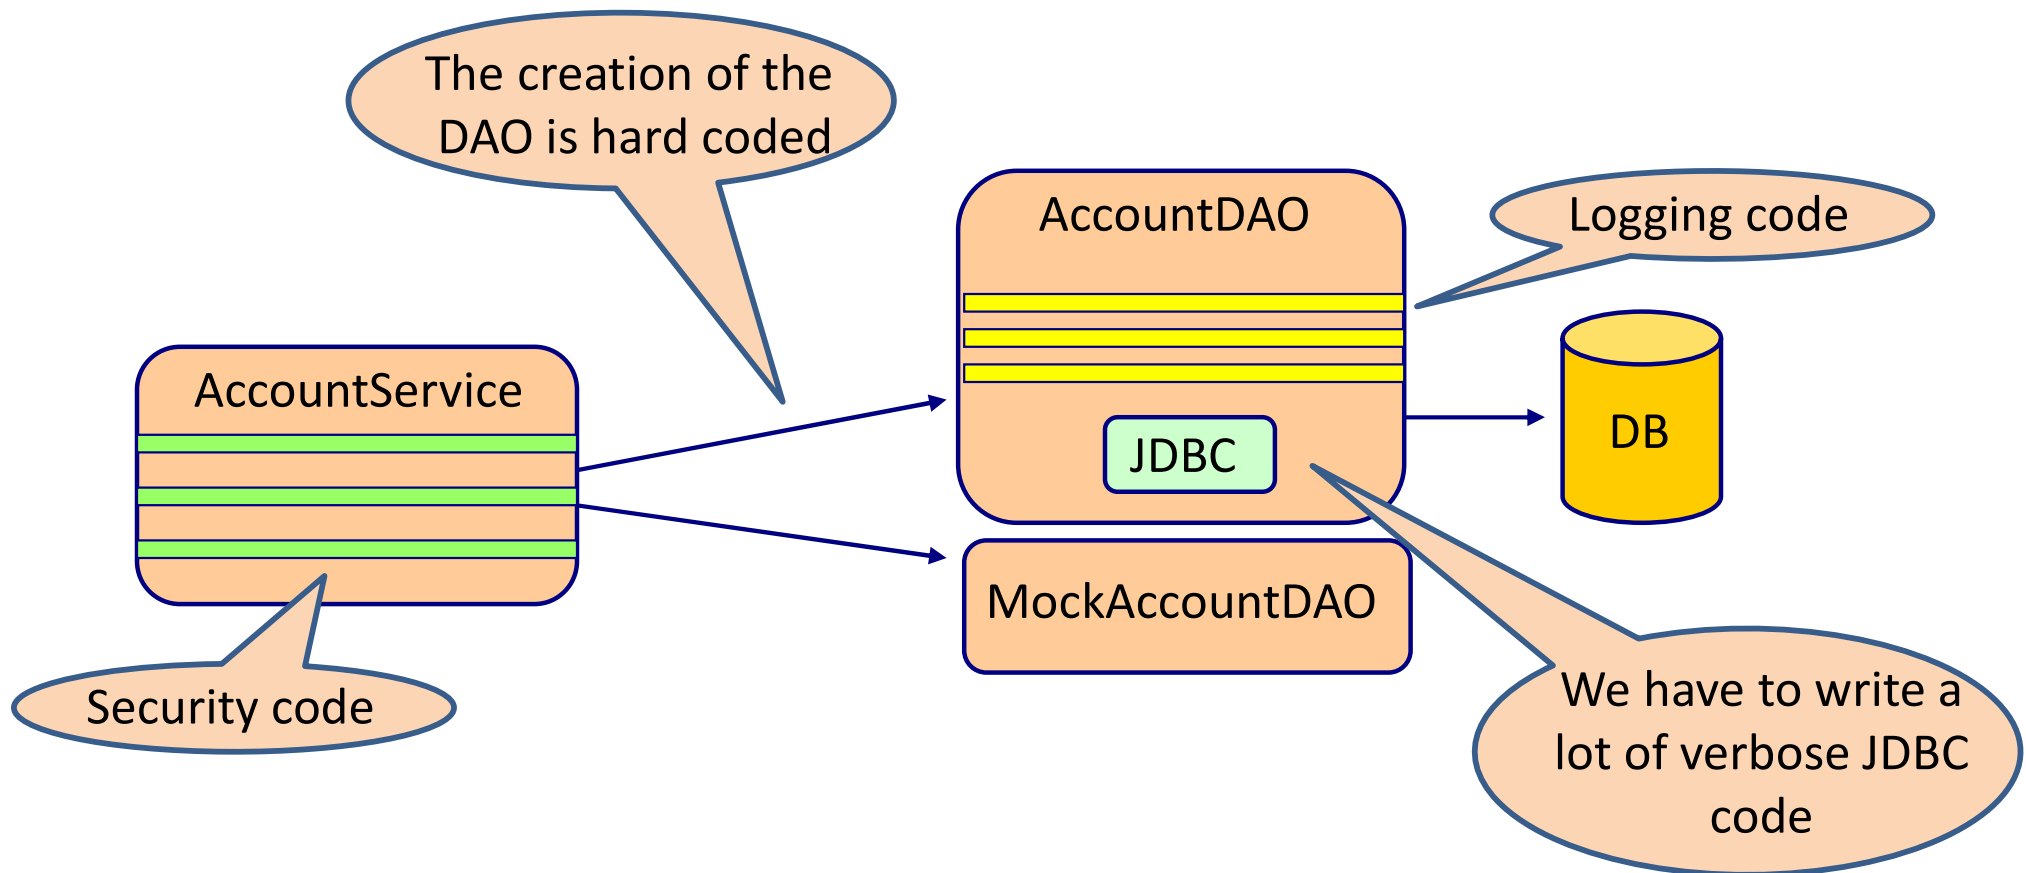 The creation of the
DAO is hard coded
AccountDAO
Logging code
AccountService
DB
JDBC
MockAccountDAO
Security code
We have to write a
lot of verbose JDBC
code